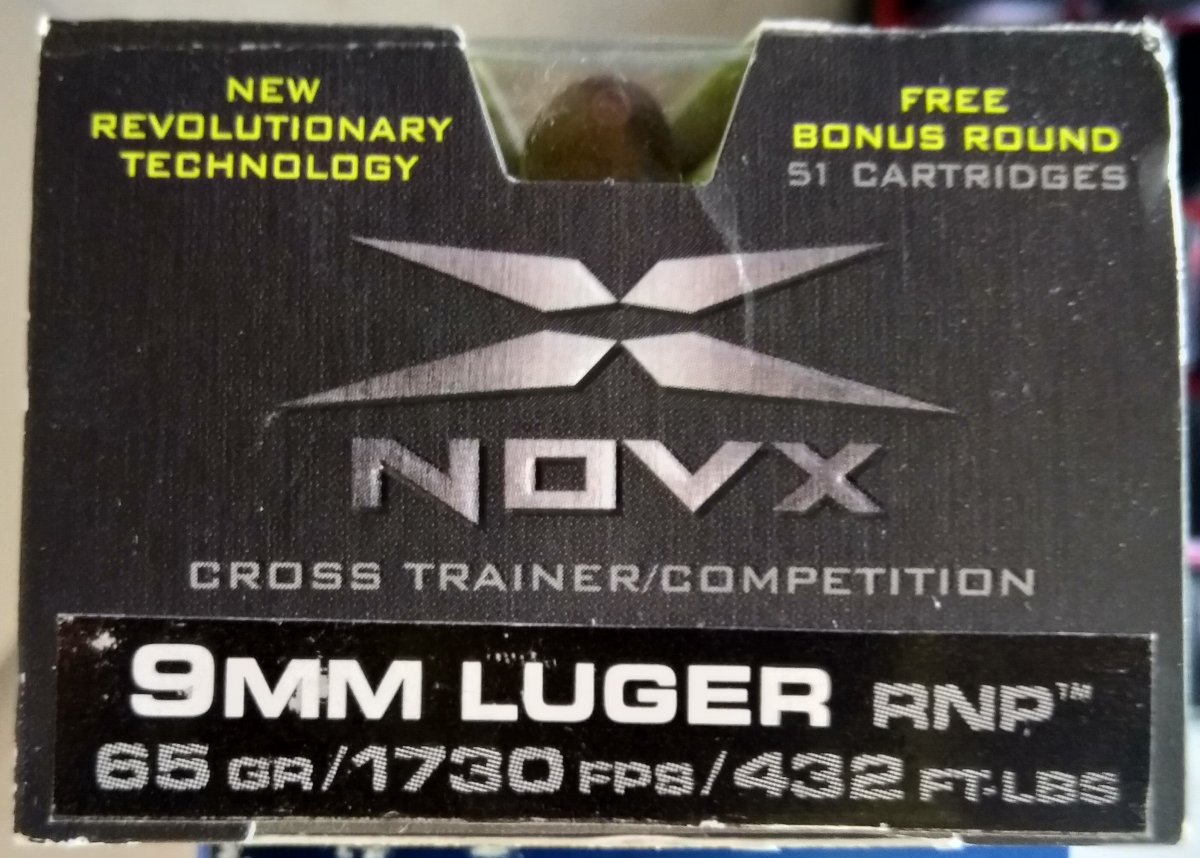 NEW
REVOLUTIONARY
TECHNOLOGY
FREE
BONUS ROUND
51 CARTRIDGES
NOVX
CROSS TRAINER/COMPETITION
9MM LUGER RNP™
65 GR/1730 FPS/432 FT-LBS